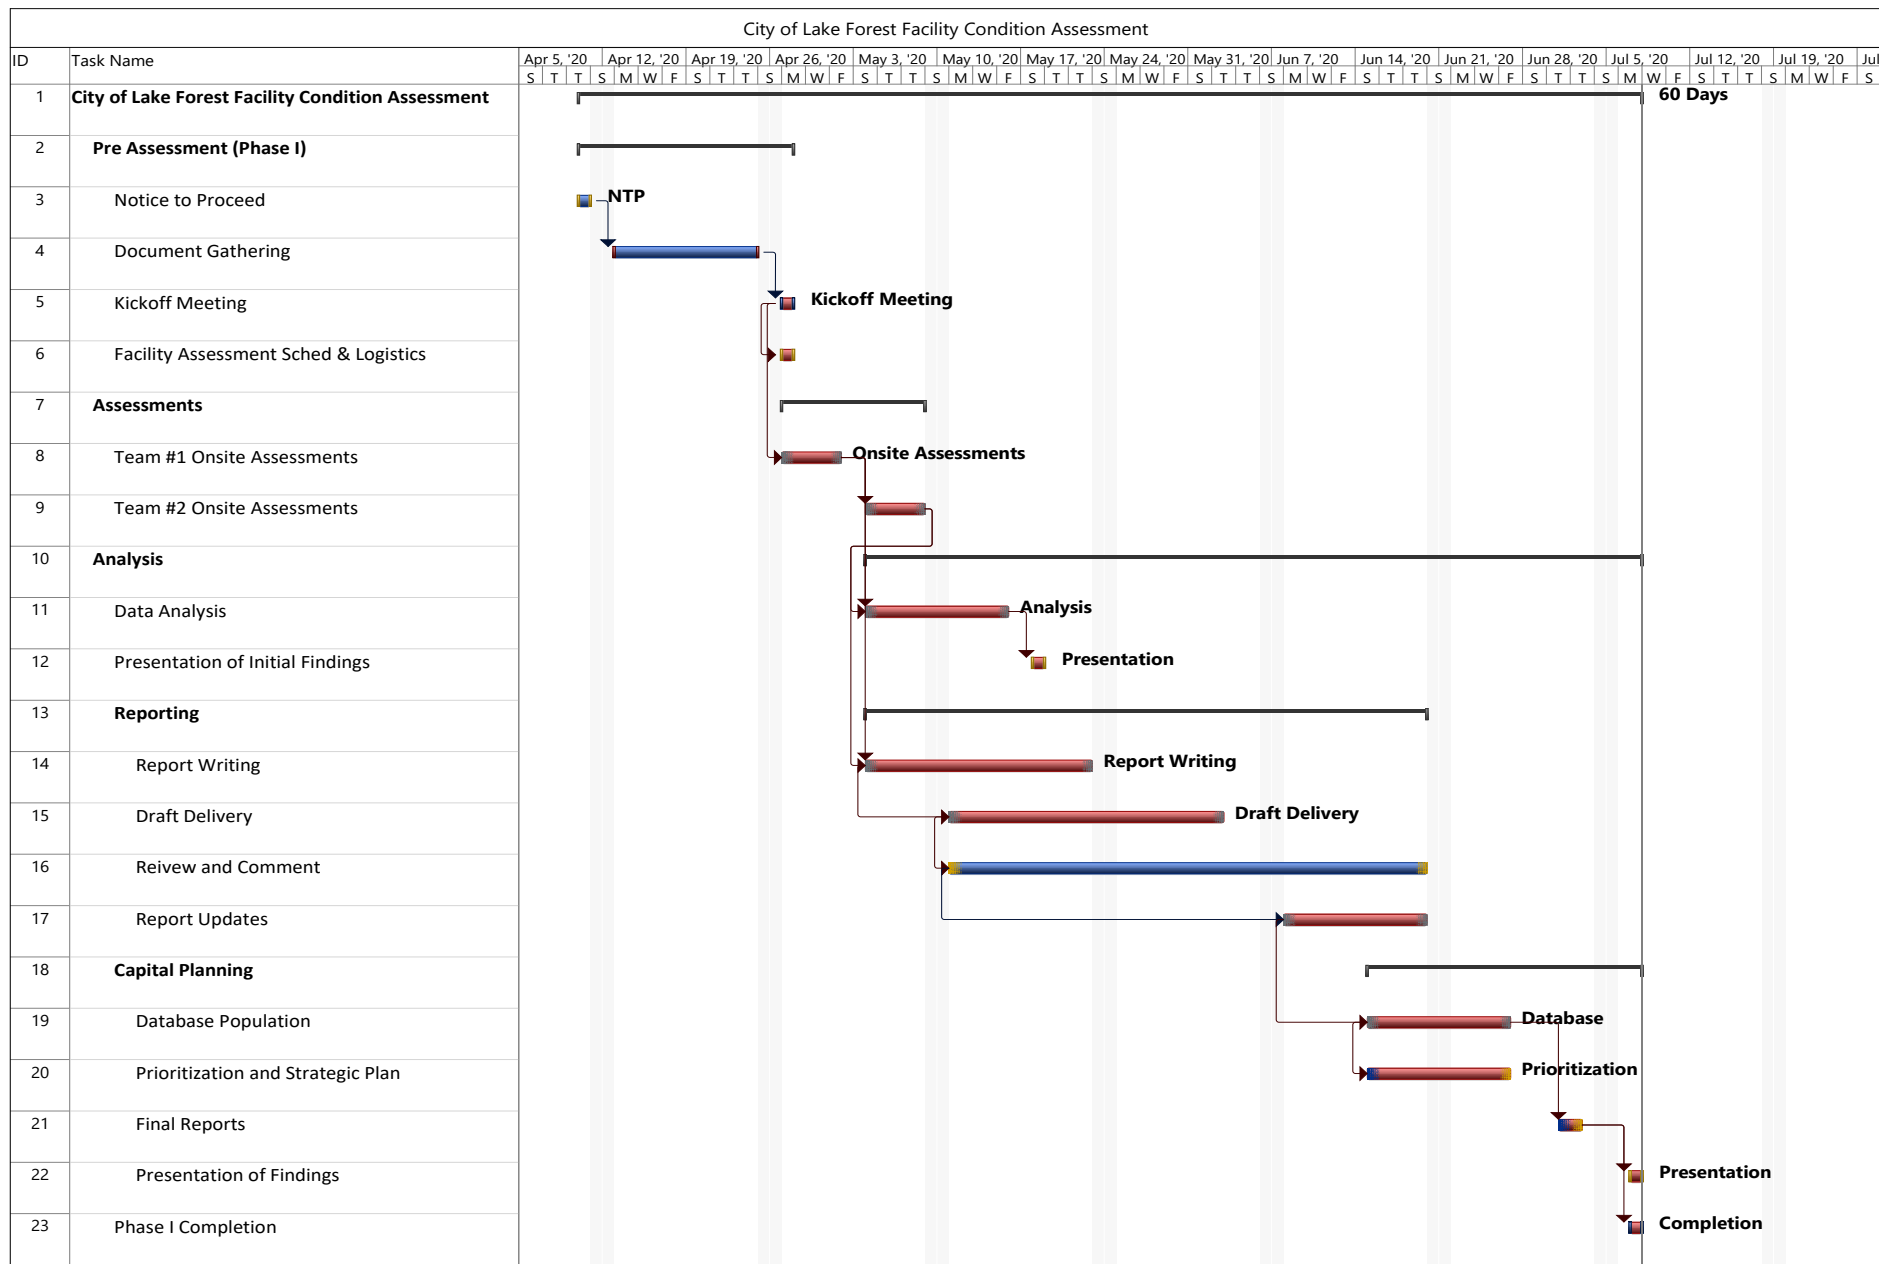 City of Lake Forest Facility Condition Assessment
ID Task Name Apr 5, '20 Apr 12, '20 Apr 19, '20 Apr 26, '20 May 3, '20 May 10, '20 May 17, '20 May 24, '20 May 31, '20 Jun 7, '20 Jun 14, '20 Jun 21, '20 Jun 28, '20 Jul 5, '20 Jul 12, '20 Jul 19, '20 Jul
S T T S M W F S T T S M W F S T T S M W F S T T S M W F S T T S M W F S T T S M W F S T T S M W F S T T S M W F S
1 City of Lake Forest Facility Condition Assessment 60 Days
2 Pre Assessment (Phase I)
3 Notice to Proceed NTP
4 Document Gathering
5 Kickoff Meeting Kickoff Meeting
6 Facility Assessment Sched & Logistics
7 Assessments
8 Team #1 Onsite Assessments Onsite Assessments
9 Team #2 Onsite Assessments
10 Analysis
11 Data Analysis Analysis
12 Presentation of Initial Findings Presentation
13 Reporting
14 Report Writing Report Writing
15 Draft Delivery Draft Delivery
16 Reivew and Comment
17 Report Updates
18 Capital Planning
19 Database Population Database
20 Prioritization and Strategic Plan Prioritization
21 Final Reports
22 Presentation of Findings Presentation
23 Phase I Completion Completion